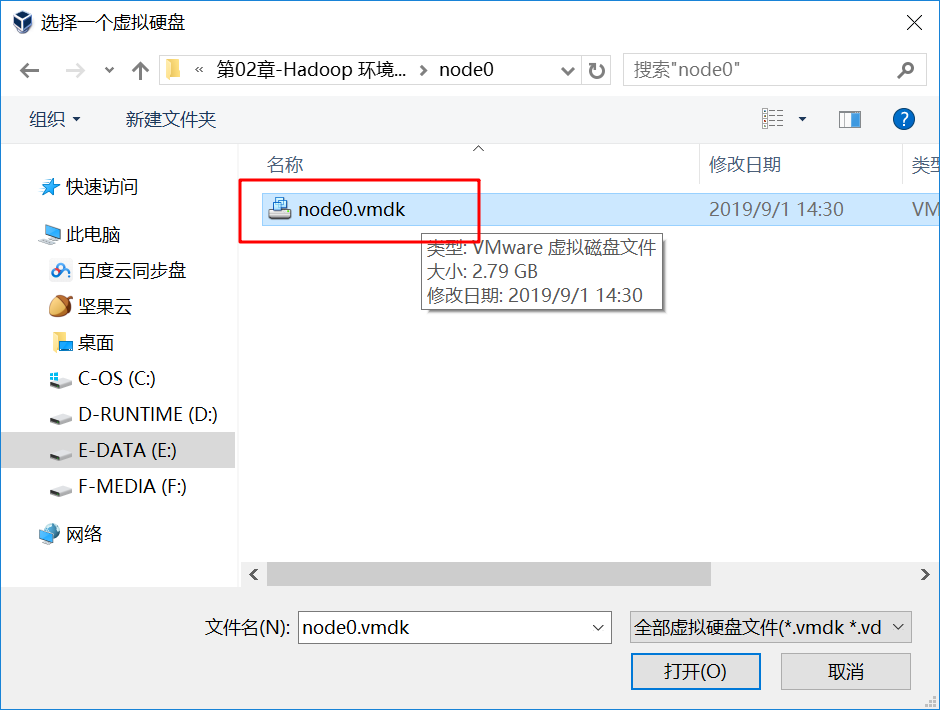 选择一个虚拟硬盘
« 第02章-Hadoop 环境... › node0
搜索"node0"
组织
新建文件夹
名称
修改日期
类型
node0.vmdk
2019/9/1 14:30
VM
类型: VMware 虚拟磁盘文件
大小: 2.79 GB
修改日期: 2019/9/1 14:30
快速访问
此电脑
百度云同步盘
坚果云
桌面
C-OS (C:)
D-RUNTIME (D:)
E-DATA (E:)
F-MEDIA (F:)
网络
文件名(N):
node0.vmdk
全部虚拟硬盘文件(*.vmdk *.vd
打开(O)
取消